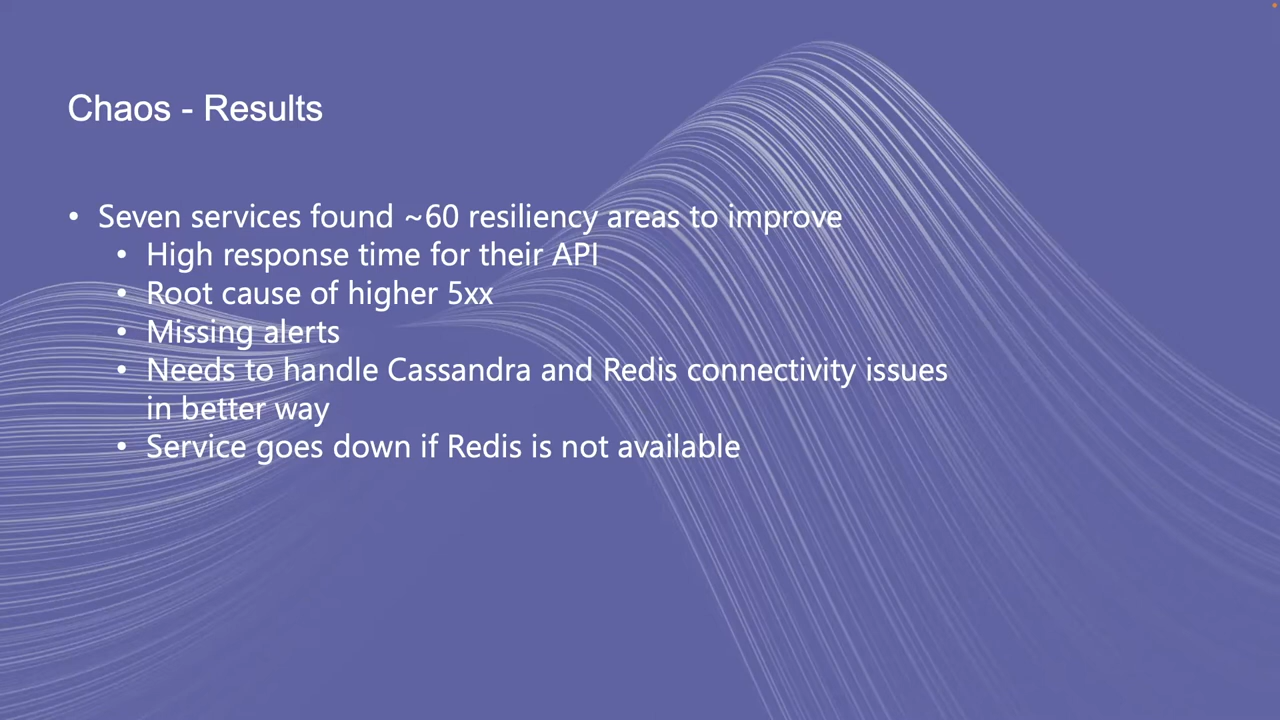 Chaos - Results
• Seven services found ~60 resiliency areas to improve
• High response time for their API
• Root cause of higher 5xx
• Missing alerts
• Needs to handle Cassandra and Redis connectivity issues
in better way
• Service goes down if Redis is not available